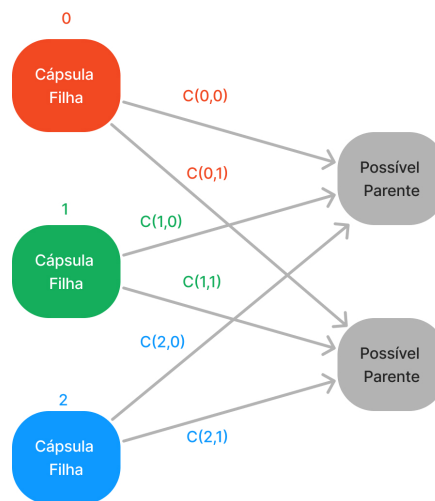 0
Cápsula
Filha
C(0,0)
C(0,1)
Possível
Parente
1
C(1,0)
Cápsula
Filha
C(1,1)
C(2,0)
Possível
Parente
2
Cápsula
Filha
C(2,1)